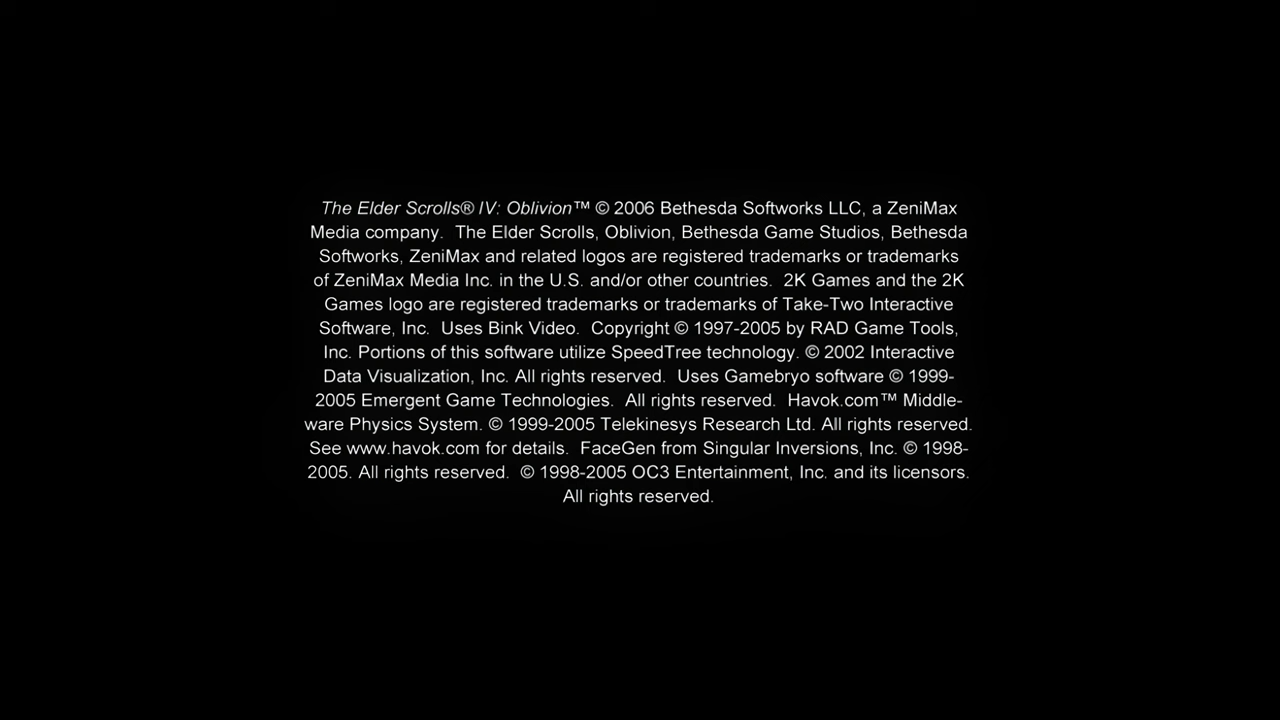 The Elder Scrolls® IV: Oblivion™ © 2006 Bethesda Softworks LLC, a ZeniMax
Media company.  The Elder Scrolls, Oblivion, Bethesda Game Studios, Bethesda
Softworks, ZeniMax and related logos are registered trademarks or trademarks
of ZeniMax Media Inc. in the U.S. and/or other countries.  2K Games and the 2K
Games logo are registered trademarks or trademarks of Take-Two Interactive
Software, Inc.  Uses Bink Video.  Copyright © 1997-2005 by RAD Game Tools,
Inc. Portions of this software utilize SpeedTree technology. © 2002 Interactive
Data Visualization, Inc. All rights reserved.  Uses Gamebryo software © 1999-
2005 Emergent Game Technologies.  All rights reserved.  Havok.com™ Middle-
ware Physics System. © 1999-2005 Telekinesys Research Ltd. All rights reserved.
See www.havok.com for details.  FaceGen from Singular Inversions, Inc. © 1998-
2005. All rights reserved.  © 1998-2005 OC3 Entertainment, Inc. and its licensors.
All rights reserved.